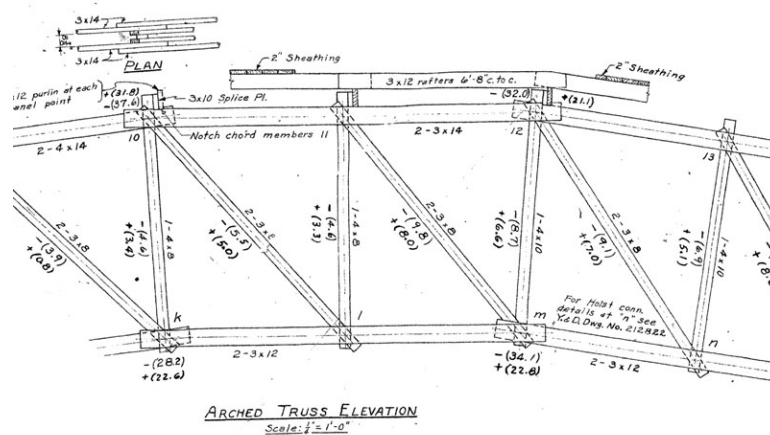 3x14
3x14
PLAN
2" Sheathing
3x12 rafters 6'-8" c. to c.
2" Sheathing
x12 purlin at each
anel point
+(31.8)
-(37.6)
3x10 Splice Pl.
-(32.0)
+(21.1)
10
Notch chord members
11
12
13
2-4x14
2-3x14
2-3x8
-(3.9)
+(0.8)
-(4.6)
+(3.4)
1-4x8
-(5.5)
+(5.0)
-(4.6)
+(3.3)
1-4x8
2-3x8
-(9.8)
+(8.0)
-(8.7)
+(6.6)
1-4x10
2-3x8
-(9.1)
+(7.0)
-(6.9)
+(5.1)
1-4x10
k
l
m
n
For Hoist conn.
details at "n" see
Y.&D. Dwg. No. 212822
2-3x12
2-3x12
-(28.2)
+(22.6)
-(34.1)
+(22.8)
ARCHED TRUSS ELEVATION
Scale: ¼" = 1'-0"